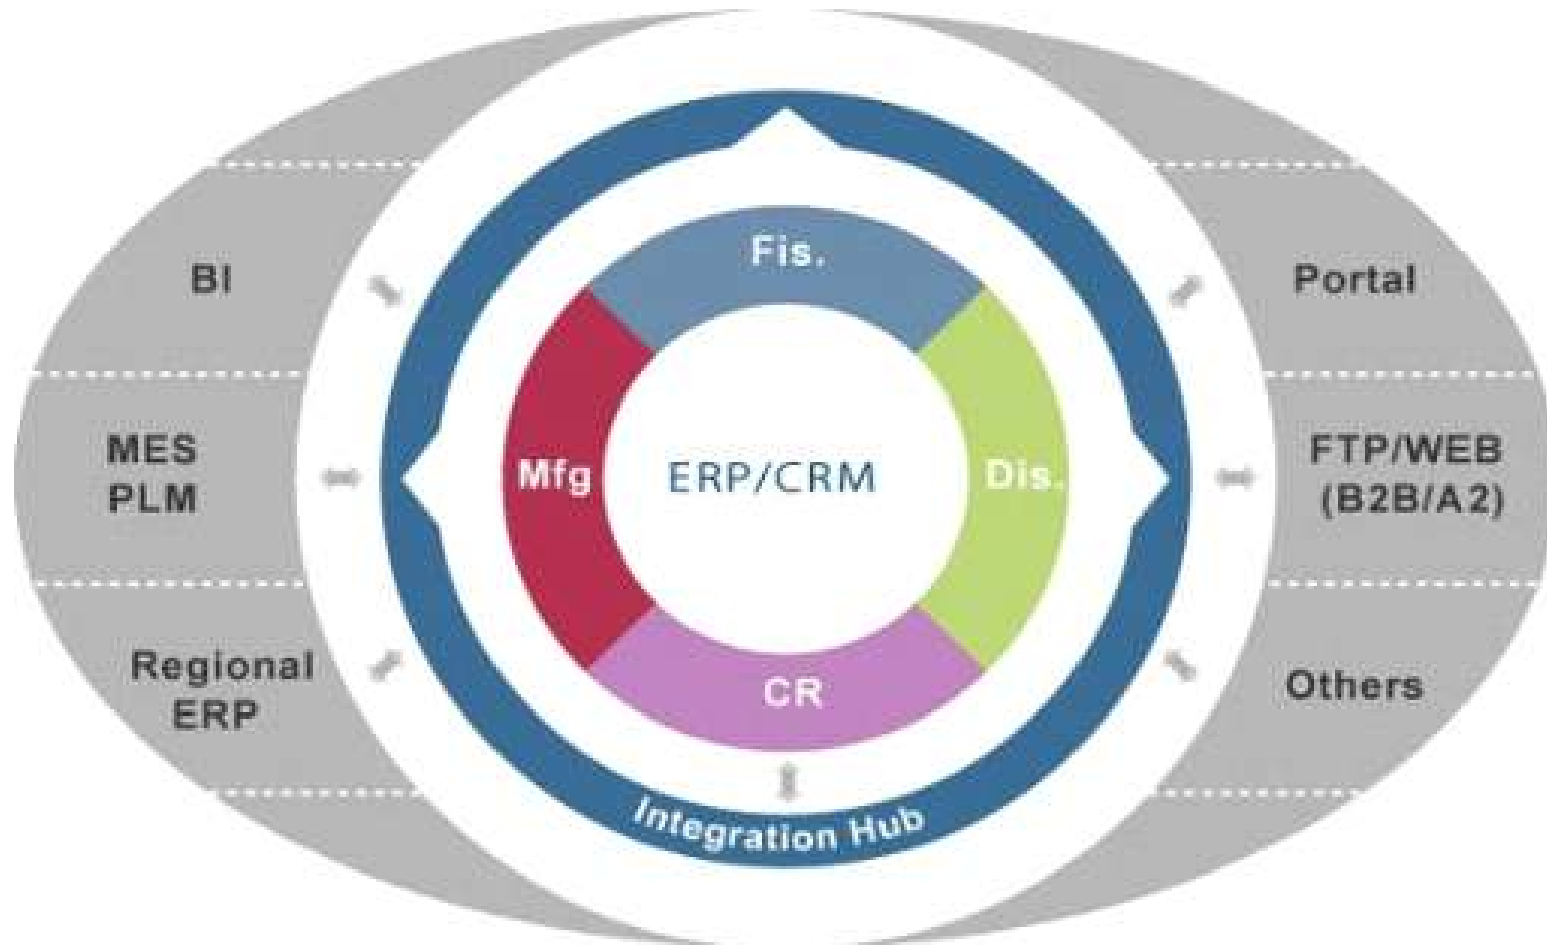 Fis.
BI
Portal
MES
PLM
Mfg
ERP/CRM
Dis.
FTP/WEB
(B2B/A2)
Regional
ERP
CR
Others
Integration Hub